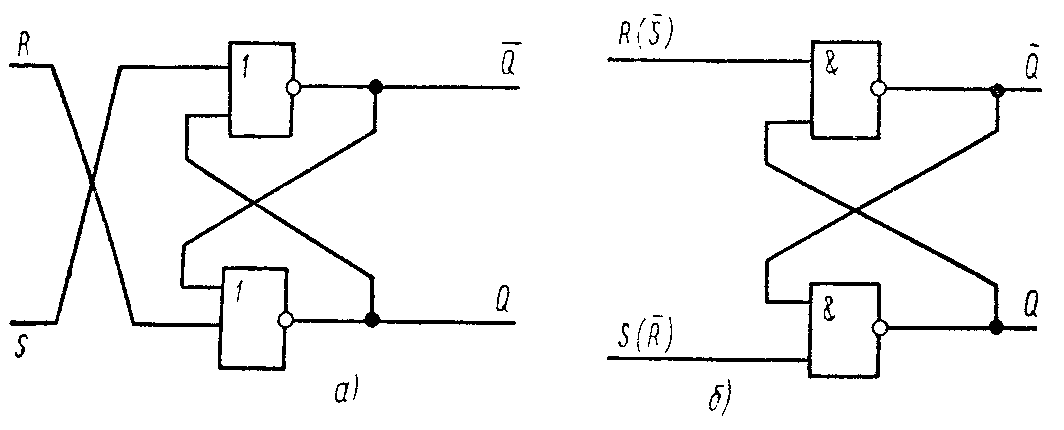 R
1
Q̅
S
1
Q
а)
R(S̅)
&
Q̅
S(R̅)
&
Q
б)